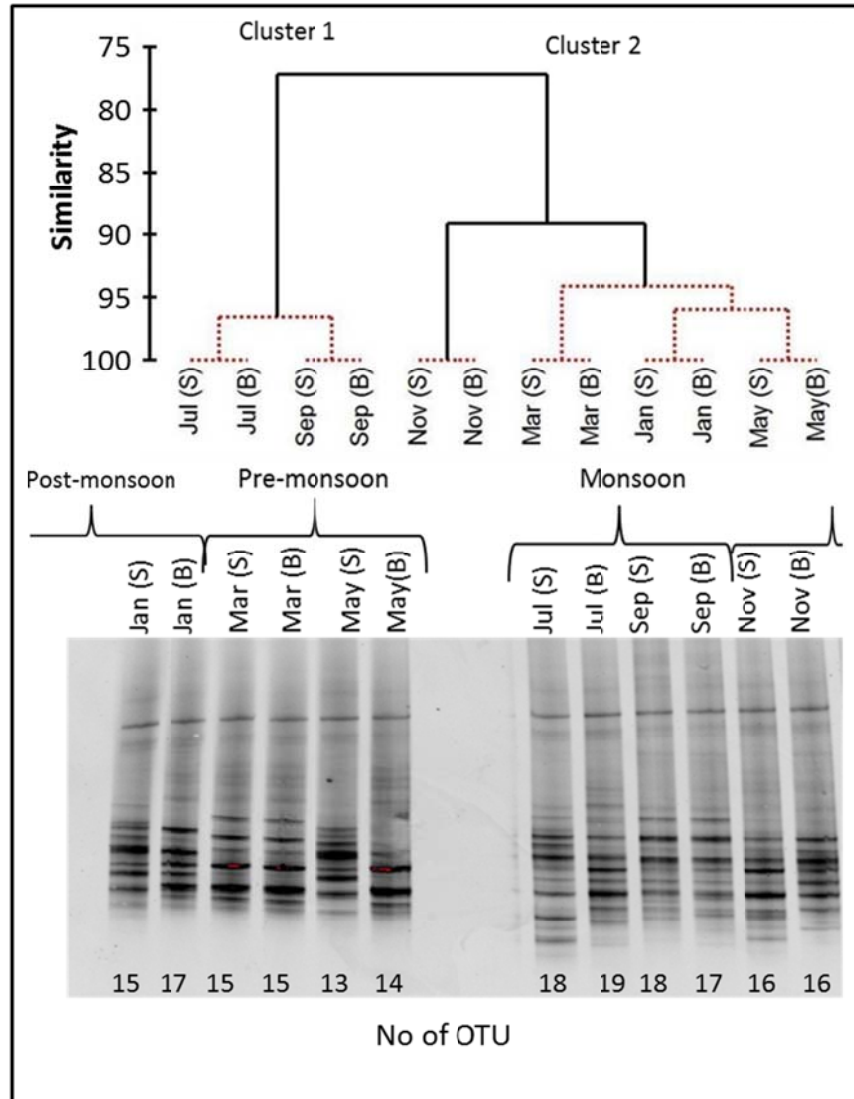 Cluster 1
Cluster 2
Similarity
75
80
85
90
95
100
Jul (S)
Jul (B)
Sep (S)
Sep (B)
Nov (S)
Nov (B)
Mar (S)
Mar (B)
Jan (S)
Jan (B)
May (S)
May(B)
Post-monsoon
Pre-monsoon
Monsoon
Jan (S)
Jan (B)
Mar (S)
Mar (B)
May (S)
May(B)
Jul (S)
Jul (B)
Sep (S)
Sep (B)
Nov (S)
Nov (B)
15 17 15 15 13 14 18 19 18 17 16 16
No of OTU